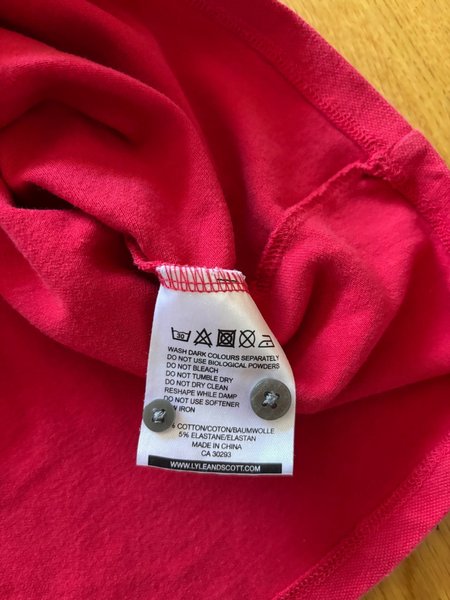 30
WASH DARK COLOURS SEPARATELY
DO NOT USE BIOLOGICAL POWDERS
DO NOT BLEACH
DO NOT TUMBLE DRY
DO NOT DRY CLEAN
RESHAPE WHILE DAMP
DO NOT USE SOFTENER
IRON
% COTTON/COTON/BAUMWOLLE
5% ELASTANE/ELASTAN
MADE IN CHINA
CA 30293
WWW.LYLEANDSCOTT.COM